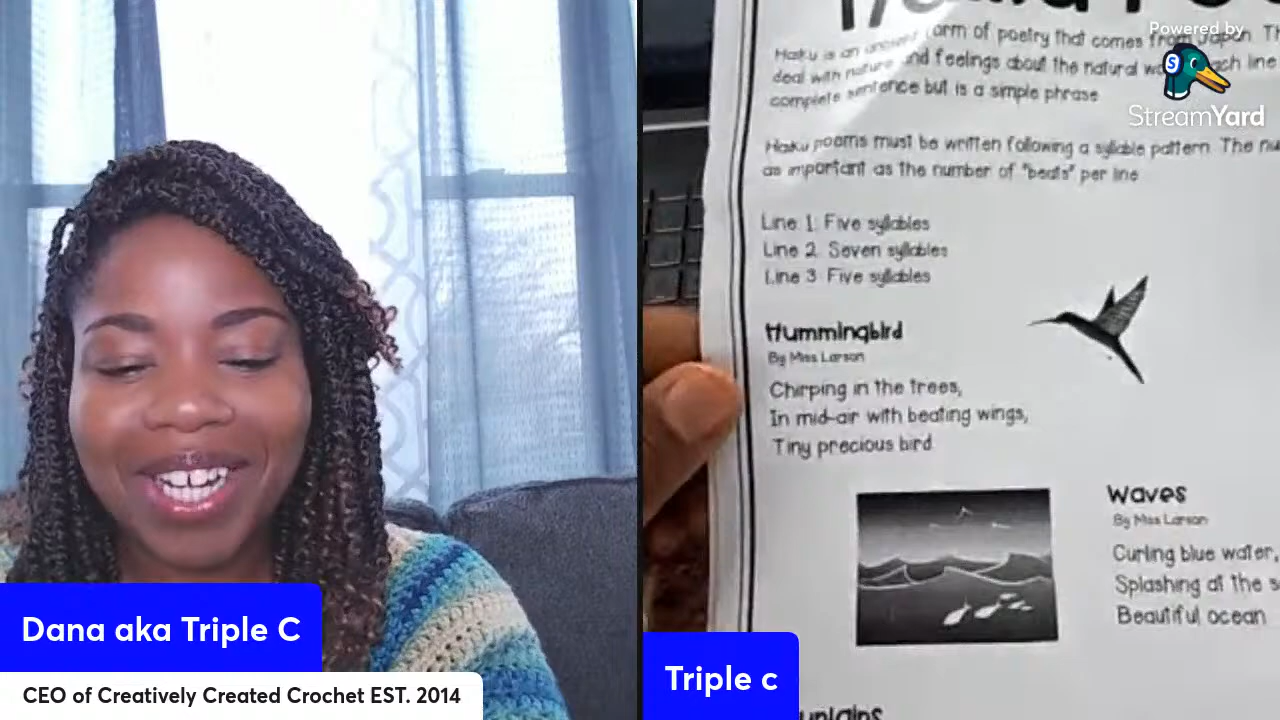 Haiku is an ancient form of poetry that comes from Japan. Th
deal with nature and feelings about the natural ach line
complete sentence but is a simple phrase
Haiku poems must be written following a syllable pattern. The nu
as important as the number of "beats" per line
Line 1: Five syllables
Line 2: Seven syllables
Line 3: Five syllables
Hummingbird
By Miss Larson
Chirping in the trees,
In mid-air with beating wings,
Tiny precious bird
Waves
By Miss Larson
Curling blue water,
Splashing at the s
Beautiful ocean
Powered by
StreamYard
Dana aka Triple C
CEO of Creatively Created Crochet EST. 2014
Triple c